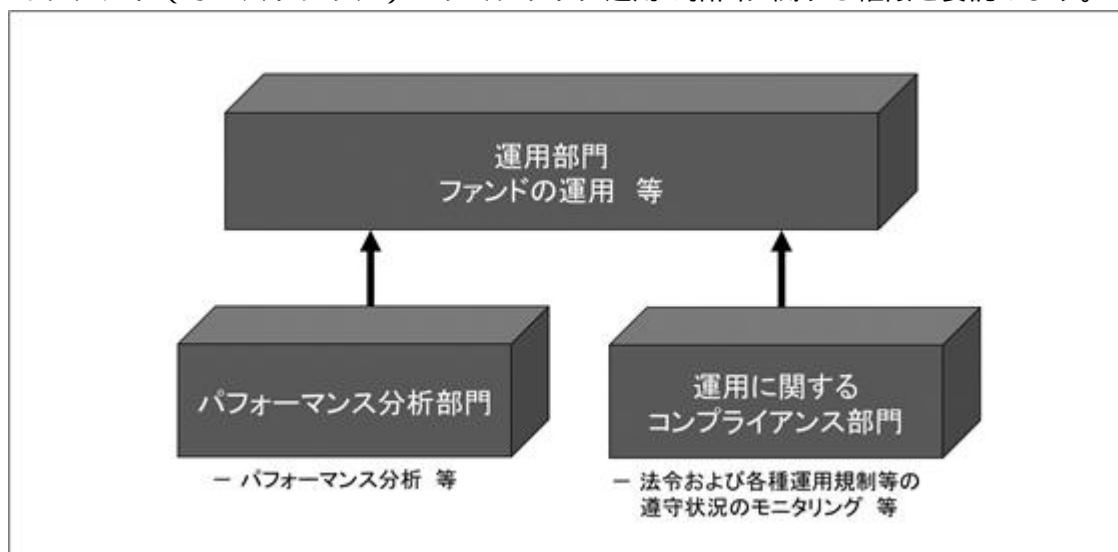 運用部門
ファンドの運用 等
パフォーマンス分析部門
運用に関する
コンプライアンス部門
－ パフォーマンス分析 等
－ 法令および各種運用規制等の
遵守状況のモニタリング 等